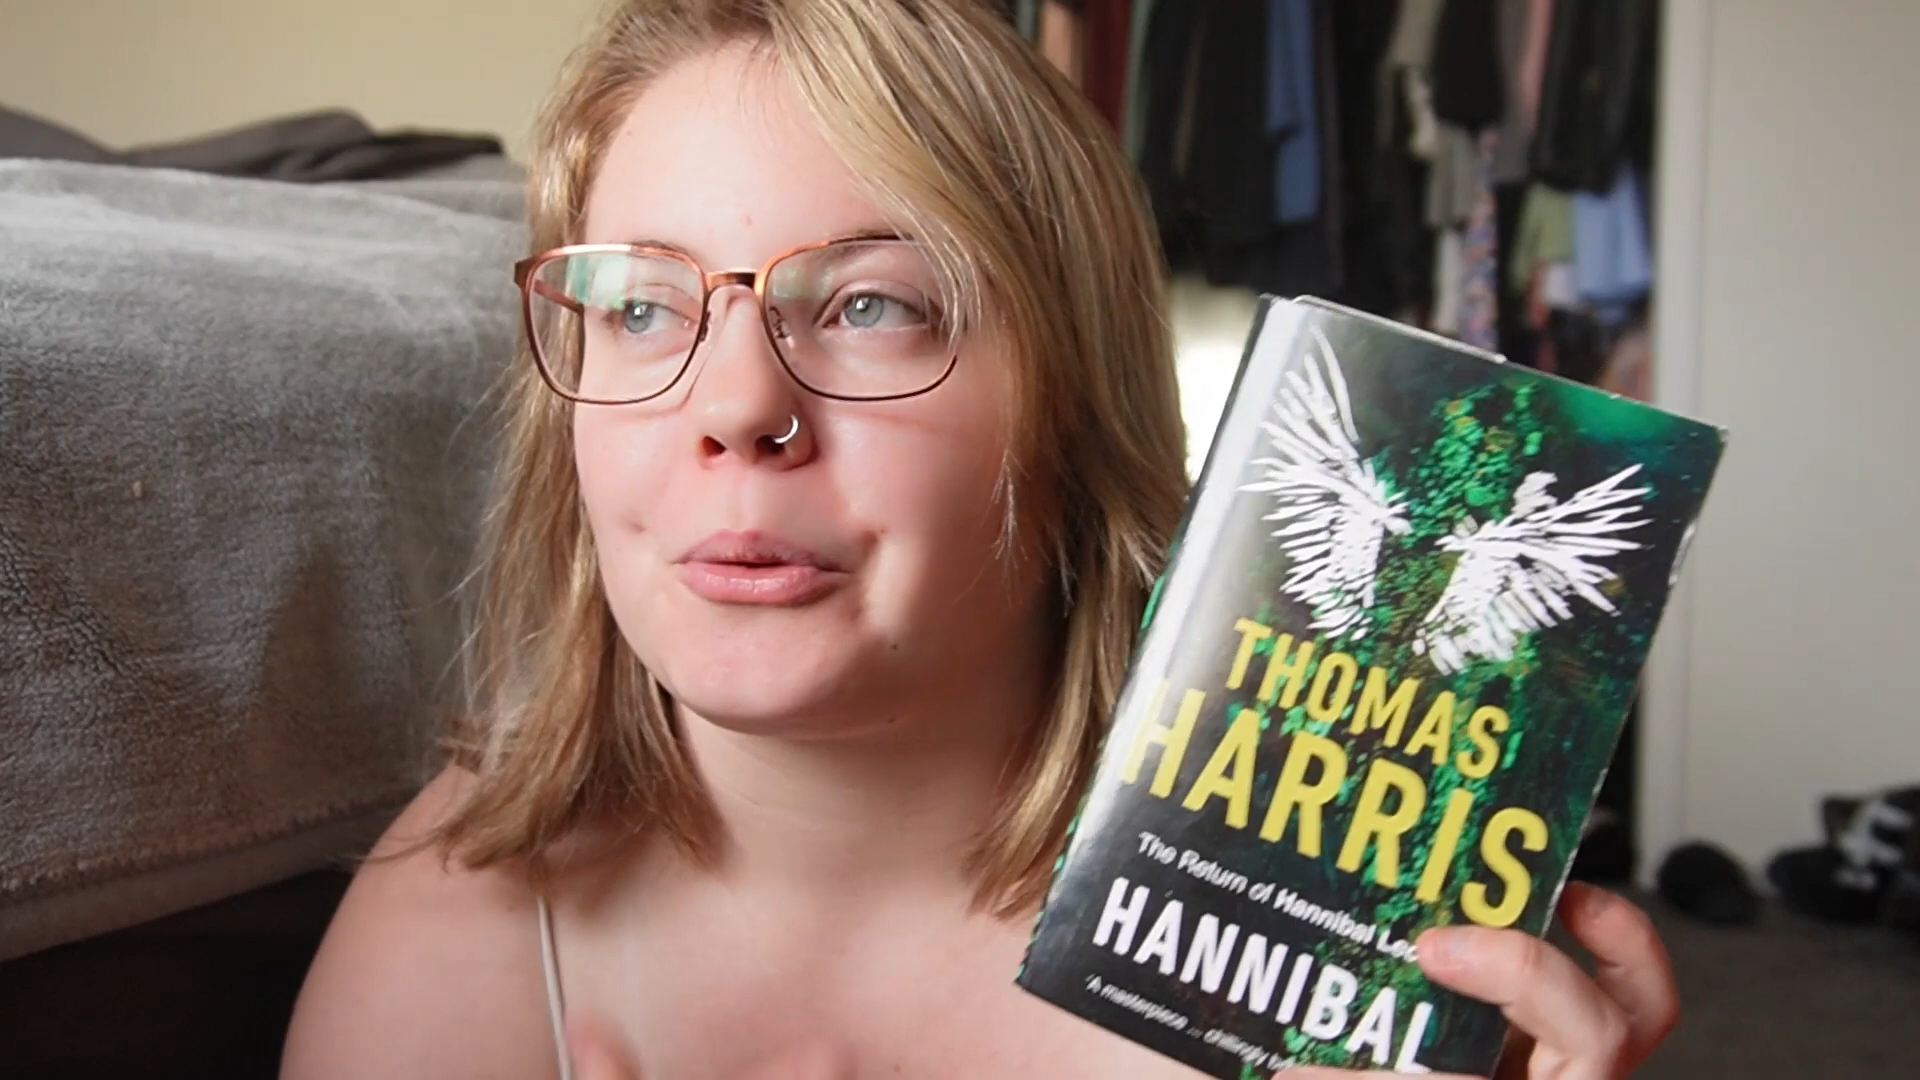 THOMAS
HARRIS
'The Return of Hannibal Lec
HANNIBAL
'A masterpiece ... chillingly